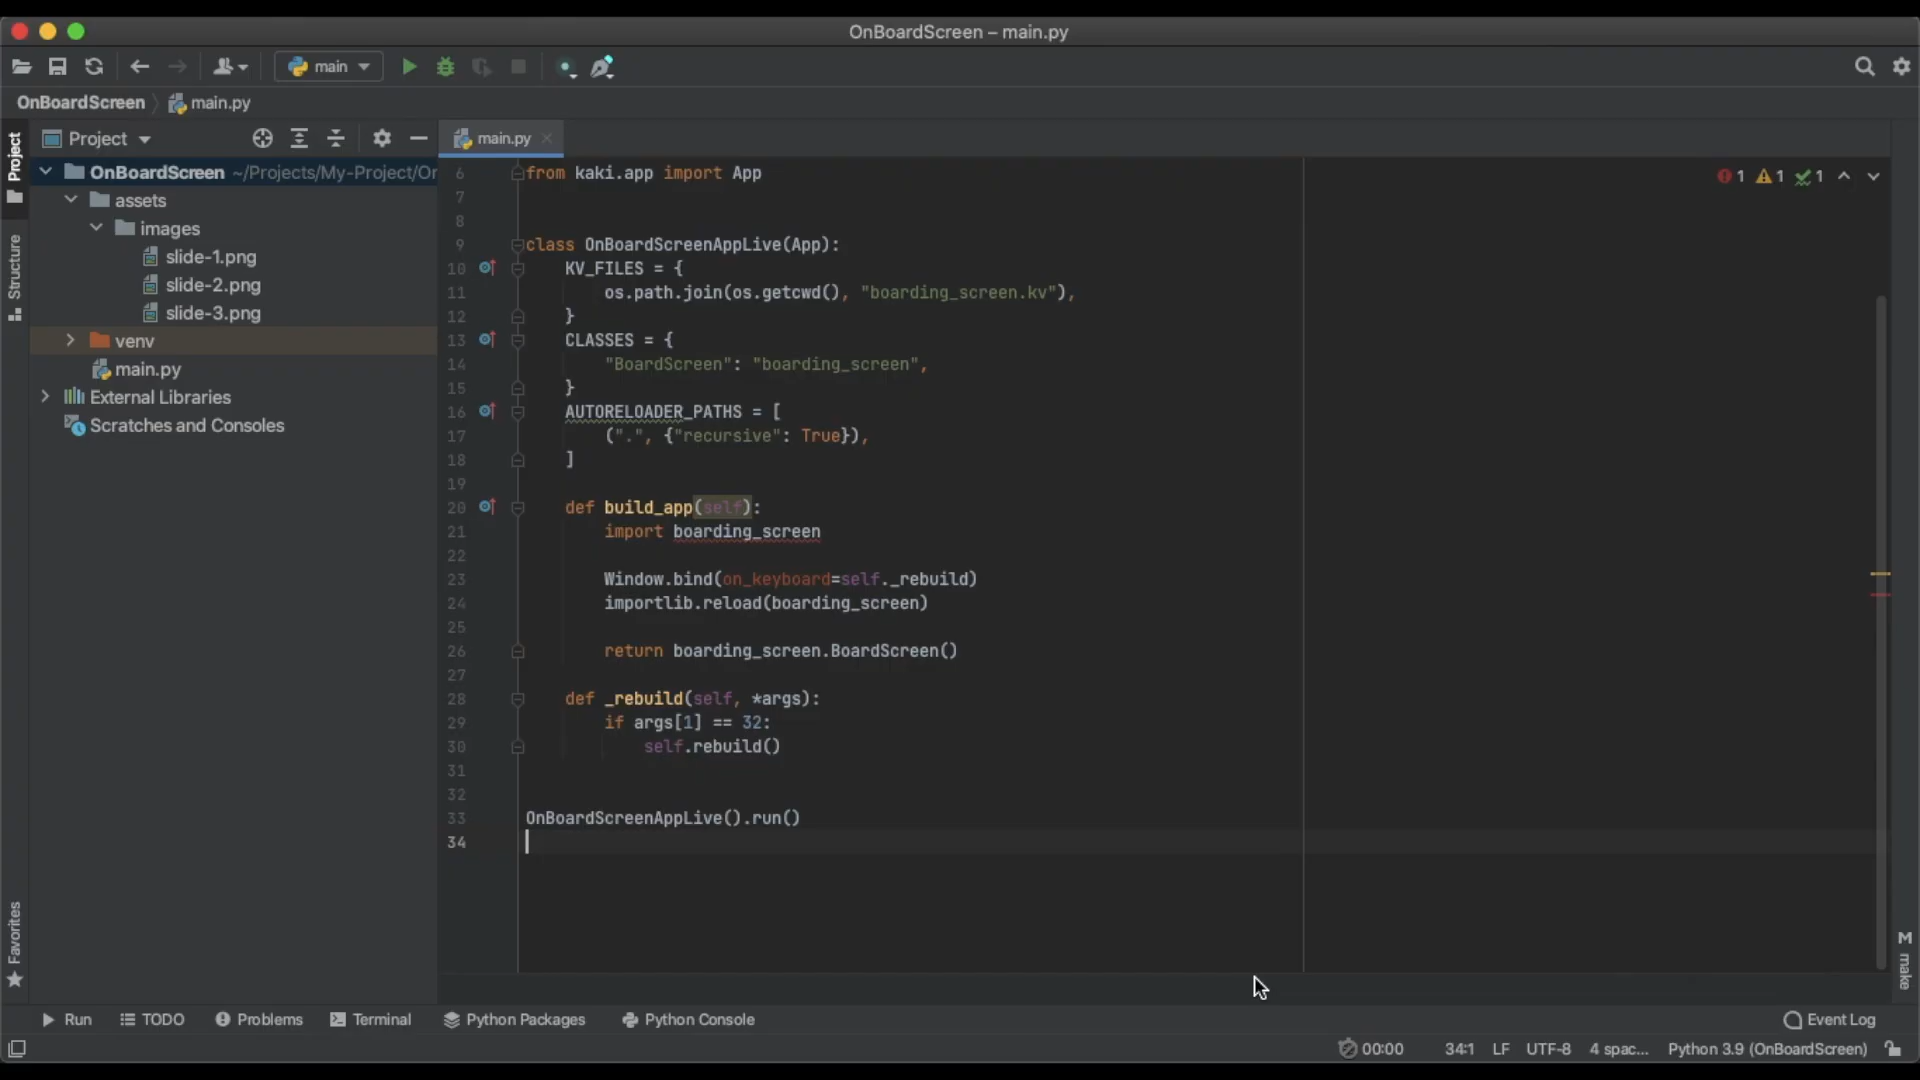 OnBoardScreen – main.py
main
OnBoardScreen
main.py
Project
main.py
Project
Structure
Favorites
OnBoardScreen ~/Projects/My-Project/Or
assets
images
slide-1.png
slide-2.png
slide-3.png
venv
main.py
External Libraries
Scratches and Consoles
1 1 1
6 from kaki.app import App
7
8
9 class OnBoardScreenAppLive(App):
10 KV_FILES = {
11 os.path.join(os.getcwd(), "boarding_screen.kv"),
12 }
13 CLASSES = {
14 "BoardScreen": "boarding_screen",
15 }
16 AUTORELOADER_PATHS = [
17 (".", {"recursive": True}),
18 ]
19
20 def build_app(self):
21 import boarding_screen
22
23 Window.bind(on_keyboard=self._rebuild)
24 importlib.reload(boarding_screen)
25
26 return boarding_screen.BoardScreen()
27
28 def _rebuild(self, *args):
29 if args[1] == 32:
30 self.rebuild()
31
32
33 OnBoardScreenAppLive().run()
34
M make
Run TODO Problems Terminal Python Packages Python Console Event Log
00:00 34:1 LF UTF-8 4 spac... Python 3.9 (OnBoardScreen)